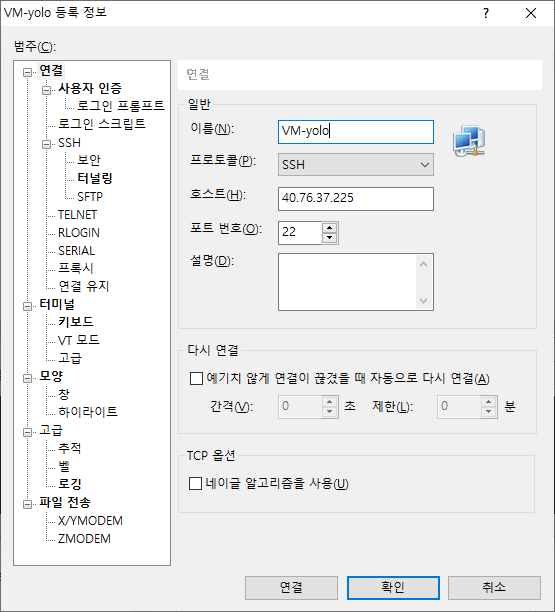 VM-yolo 등록 정보
범주(C):
연결
사용자 인증
로그인 프롬프트
로그인 스크립트
SSH
보안
터널링
SFTP
TELNET
RLOGIN
SERIAL
프록시
연결 유지
터미널
키보드
VT 모드
고급
모양
창
하이라이트
고급
추적
벨
로깅
파일 전송
X/YMODEM
ZMODEM
연결
일반
이름(N): VM-yolo
프로토콜(P): SSH
호스트(H): 40.76.37.225
포트 번호(O): 22
설명(D):
다시 연결
예기치 않게 연결이 끊겼을 때 자동으로 다시 연결(A)
간격(V): 0 초 제한(L): 0 분
TCP 옵션
네이글 알고리즘을 사용(U)
연결 확인 취소